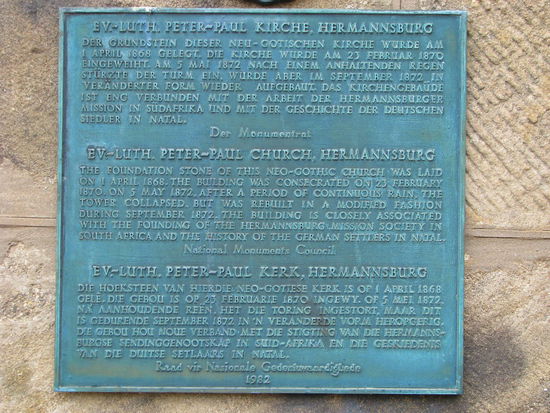 EV.-LUTH. PETER-PAUL KIRCHE, HERMANNSBURG
DER GRUNDSTEIN DIESER NEU-GOTISCHEN KIRCHE WURDE AM
1 APRIL 1868 GELEGT. DIE KIRCHE WURDE AM 23 FEBRUAR 1870
EINGEWEIHT. AM 5 MAI 1872 NACH EINEM ANHALTENDEN REGEN
STÜRZTE DER TURM EIN, WURDE ABER IM SEPTEMBER 1872 IN
VERÄNDERTER FORM WIEDER AUFGEBAUT. DAS KIRCHENGEBÄUDE
IST ENG VERBUNDEN MIT DER ARBEIT DER HERMANNSBURGER
MISSION IN SÜDAFRIKA UND MIT DER GESCHICHTE DER DEUTSCHEN
SIEDLER IN NATAL.
Der Monumentrat
EV.-LUTH. PETER-PAUL CHURCH, HERMANNSBURG
THE FOUNDATION STONE OF THIS NEO-GOTHIC CHURCH WAS LAID
ON 1 APRIL 1868. THE BUILDING WAS CONSECRATED ON 23 FEBRUARY
1870. ON 5 MAY 1872, AFTER A PERIOD OF CONTINUOUS RAIN, THE
TOWER COLLAPSED, BUT WAS REBUILT IN A MODIFIED FASHION
DURING SEPTEMBER 1872. THE BUILDING IS CLOSELY ASSOCIATED
WITH THE FOUNDING OF THE HERMANNSBURG MISSION SOCIETY IN
SOUTH AFRICA AND THE HISTORY OF THE GERMAN SETTLERS IN NATAL.
National Monuments Council.
EV.-LUTH. PETER-PAUL KERK, HERMANNSBURG
DIE HOEKSTEEN VAN HIERDIE NEO-GOTIESE KERK IS OP 1 APRIL 1868
GELÊ. DIE GEBOU IS OP 23 FEBRUARIE 1870 INGEWY. OP 5 MEI 1872,
NÁ AANHOUDENDE REËN, HET DIE TORING INGESTORT, MAAR DIT
IS GEDURENDE SEPTEMBER 1872 IN 'N VERANDERDE VORM HEROPGERIG.
DIE GEBOU HOU NOUE VERBAND MET DIE STIGTING VAN DIE HERMANNS-
BURGSE SENDINGGENOOTSKAP IN SUID-AFRIKA EN DIE GESKIEDENIS
VAN DIE DUITSE SETLAARS IN NATAL.
Raad vir Nasionale Gedenkwaardighede
1982